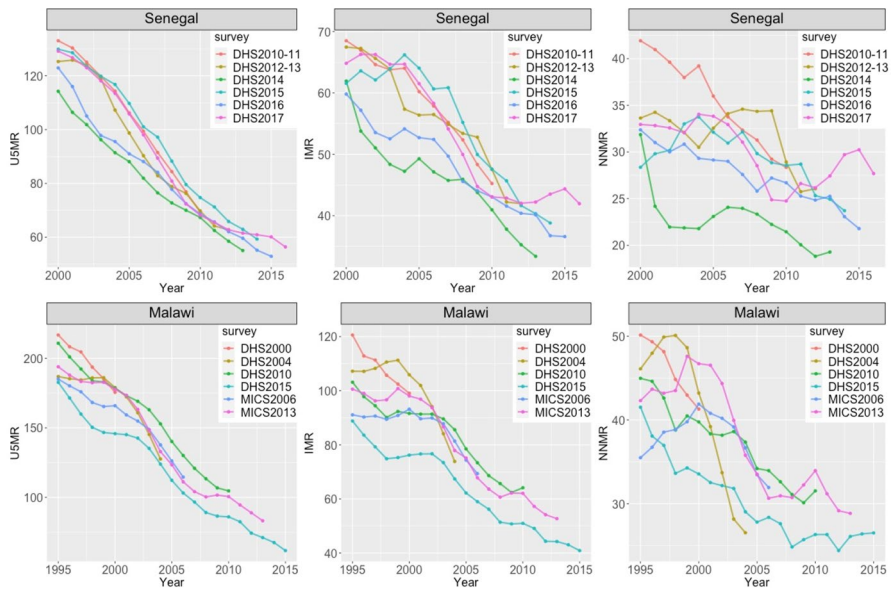 Senegal
survey
DHS2010-11
DHS2012-13
DHS2014
DHS2015
DHS2016
DHS2017
120
100
80
60
U5MR
2000
2005
2010
2015
Year
Senegal
survey
DHS2010-11
DHS2012-13
DHS2014
DHS2015
DHS2016
DHS2017
70
60
50
40
IMR
2000
2005
2010
2015
Year
Senegal
survey
DHS2010-11
DHS2012-13
DHS2014
DHS2015
DHS2016
DHS2017
40
35
30
25
20
NNMR
2000
2005
2010
2015
Year
Malawi
survey
DHS2000
DHS2004
DHS2010
DHS2015
MICS2006
MICS2013
200
150
100
U5MR
1995
2000
2005
2010
2015
Year
Malawi
survey
DHS2000
DHS2004
DHS2010
DHS2015
MICS2006
MICS2013
120
100
80
60
40
IMR
1995
2000
2005
2010
2015
Year
Malawi
survey
DHS2000
DHS2004
DHS2010
DHS2015
MICS2006
MICS2013
50
40
30
NNMR
1995
2000
2005
2010
2015
Year